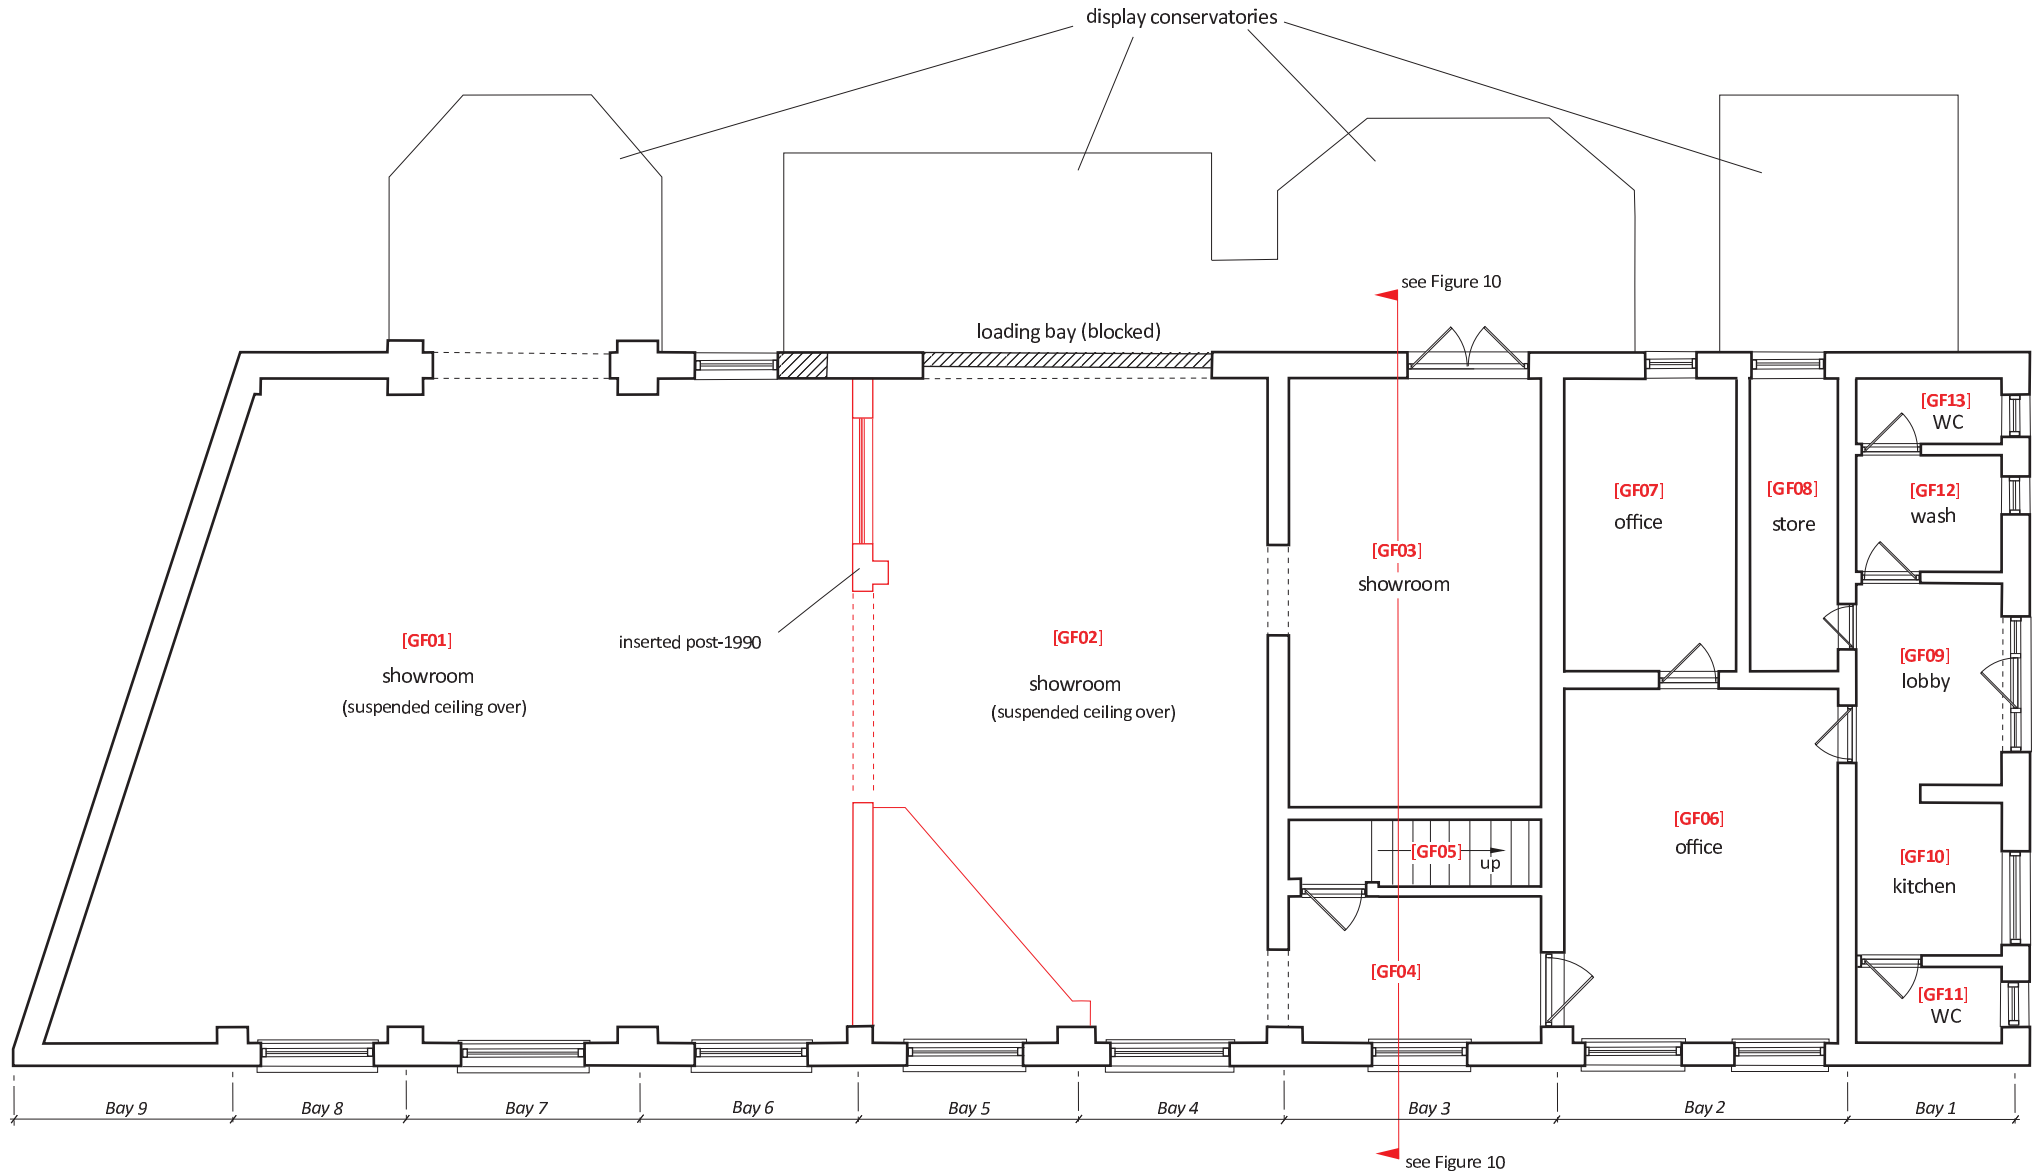 display conservatories
see Figure 10
loading bay (blocked)
[GF13]
WC
[GF07]
office
[GF08]
store
[GF12]
wash
[GF03]
showroom
[GF01]
showroom
(suspended ceiling over)
inserted post-1990
[GF02]
showroom
(suspended ceiling over)
[GF09]
lobby
[GF06]
office
[GF05]
up
[GF10]
kitchen
[GF04]
[GF11]
WC
Bay 9
Bay 8
Bay 7
Bay 6
Bay 5
Bay 4
Bay 3
Bay 2
Bay 1
see Figure 10